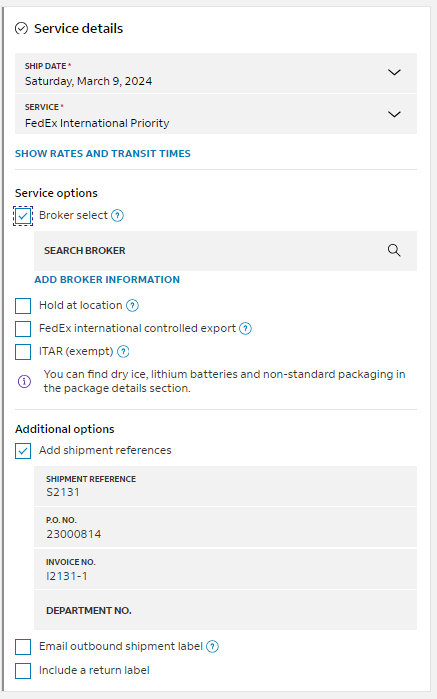 Service details
SHIP DATE*
Saturday, March 9, 2024
SERVICE*
FedEx International Priority
SHOW RATES AND TRANSIT TIMES
Service options
Broker select ?
SEARCH BROKER
ADD BROKER INFORMATION
Hold at location ?
FedEx international controlled export ?
ITAR (exempt) ?
You can find dry ice, lithium batteries and non-standard packaging in
the package details section.
Additional options
Add shipment references
SHIPMENT REFERENCE
S2131
P.O. NO.
23000814
INVOICE NO.
I2131-1
DEPARTMENT NO.
Email outbound shipment label ?
Include a return label